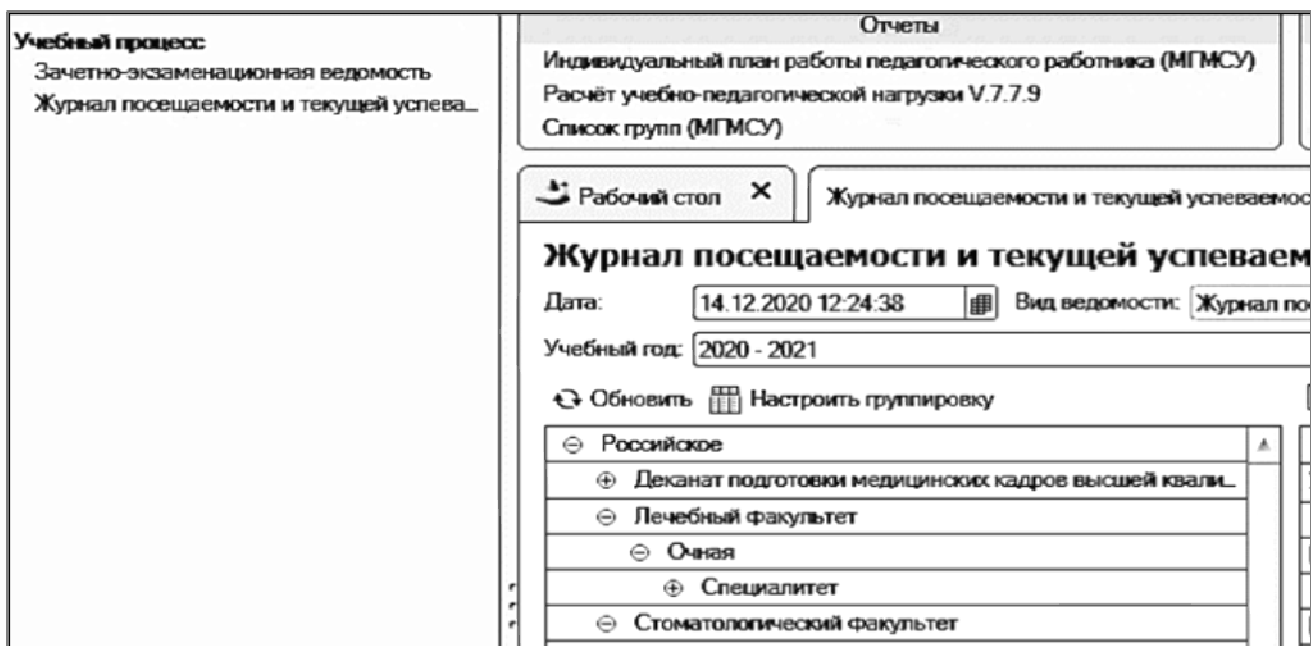 Учебный процесс
Зачетно-экзаменационная ведомость
Журнал посещаемости и текущей успева...
Отчеты
Индивидуальный план работы педагогического работника (МГМСУ)
Расчёт учебно-педагогической нагрузки V.7.7.9
Список групп (МГМСУ)
Рабочий стол
Журнал посещаемости и текущей успеваемос
Журнал посещаемости и текущей успеваем
Дата: 14.12.2020 12:24:38 Вид ведомости: Журнал по
Учебный год: 2020 - 2021
Обновить Настроить группировку
Российское
Деканат подготовки медицинских кадров высшей квали...
Лечебный факультет
Очная
Специалитет
Стоматологический факультет